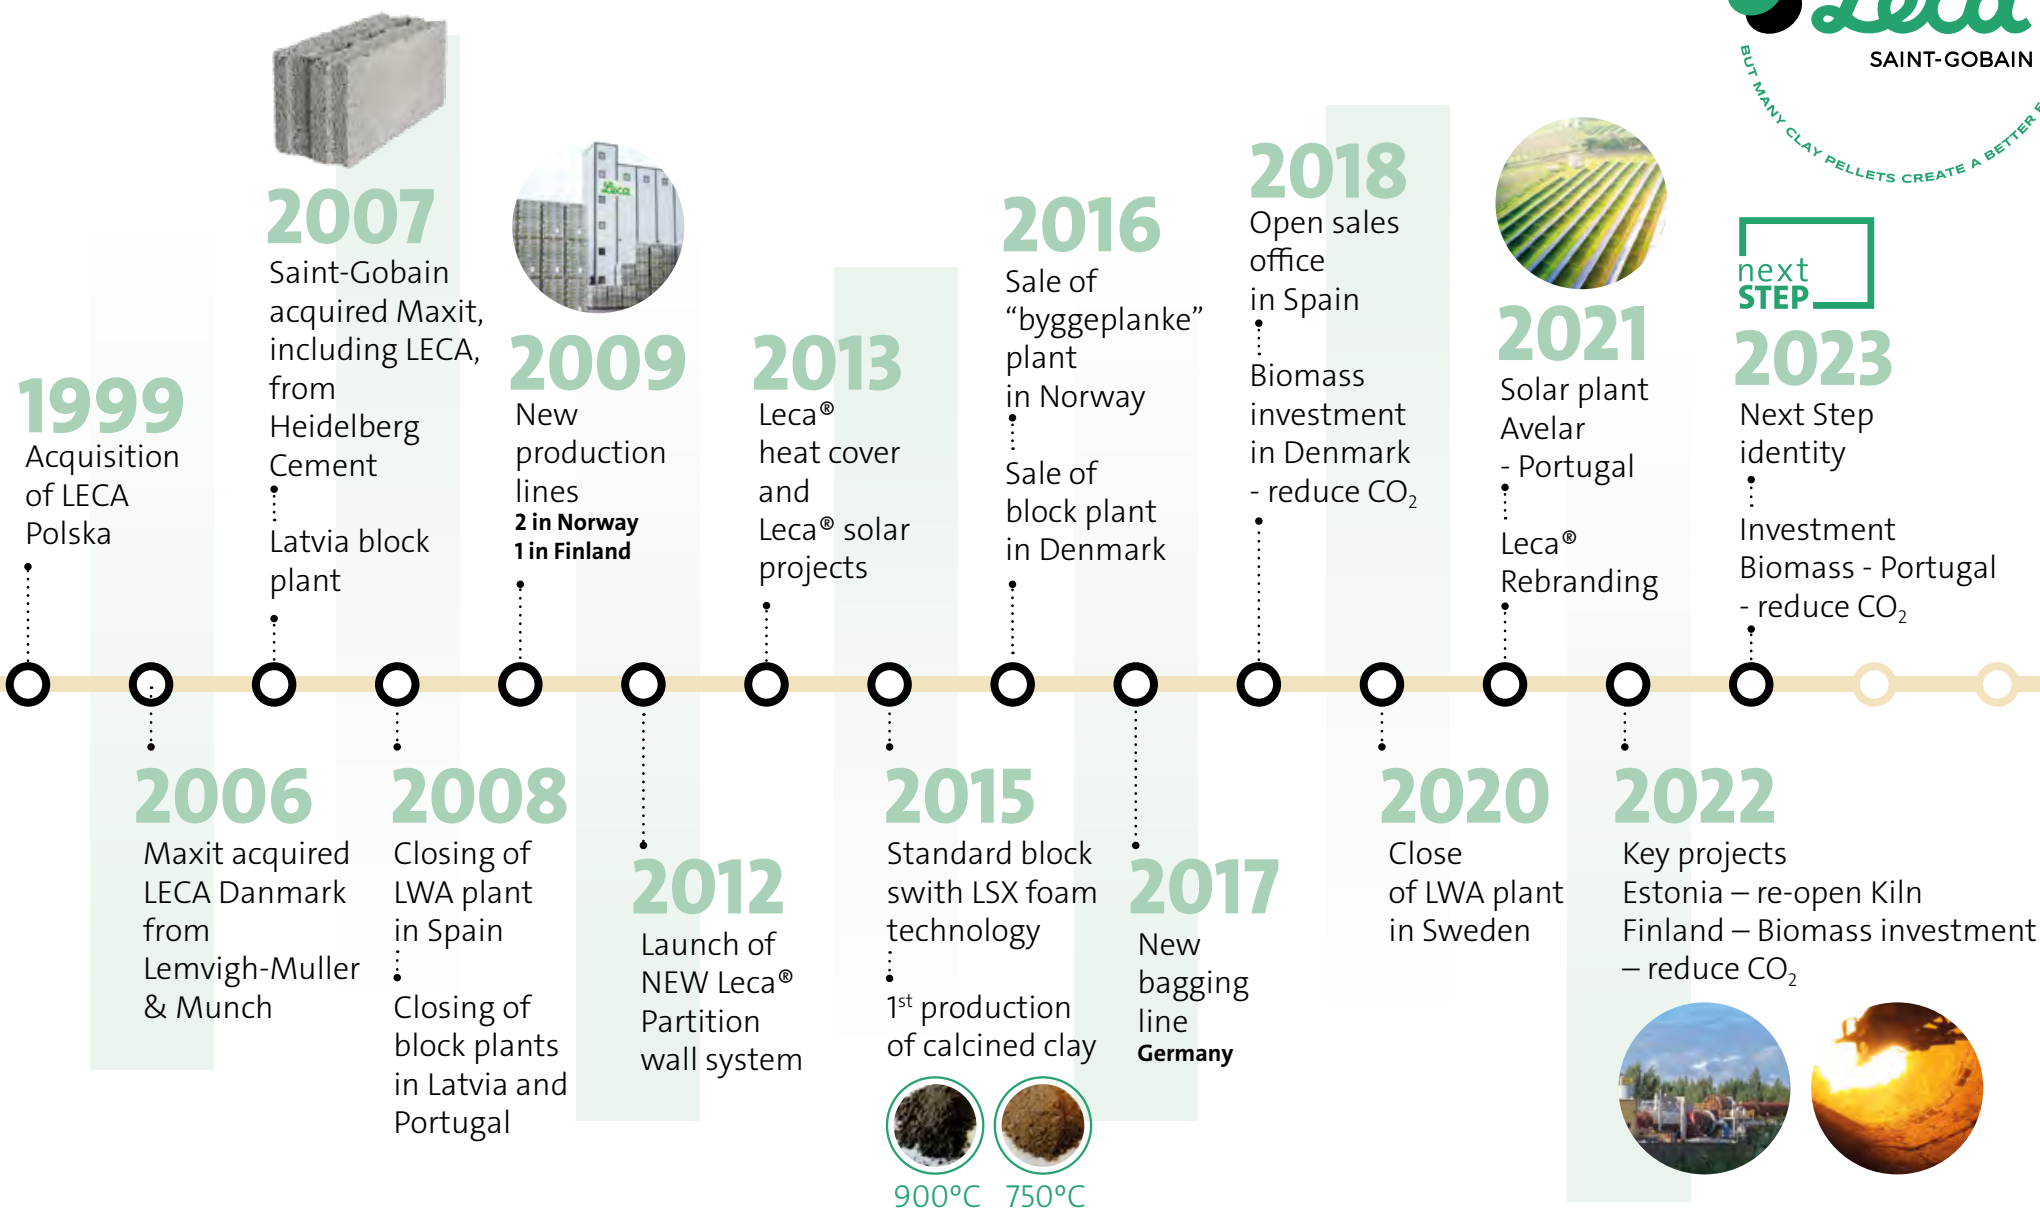 Leca
SAINT-GOBAIN
BUT MANY CLAY PELLETS CREATE A BETTER
1999
Acquisition
of LECA
Polska
2006
Maxit acquired
LECA Danmark
from
Lemvigh-Muller
& Munch
2007
Saint-Gobain
acquired Maxit,
including LECA,
from
Heidelberg
Cement
Latvia block
plant
2008
Closing of
LWA plant
in Spain
Closing of
block plants
in Latvia and
Portugal
Leca
2009
New
production
lines
2 in Norway
1 in Finland
2012
Launch of
NEW Leca®
Partition
wall system
2013
Leca®
heat cover
and
Leca® solar
projects
2015
Standard block
swith LSX foam
technology
1st production
of calcined clay
900°C 750°C
2016
Sale of
“byggeplanke”
plant
in Norway
Sale of
block plant
in Denmark
2017
New
bagging
line
Germany
2018
Open sales
office
in Spain
Biomass
investment
in Denmark
- reduce CO₂
2020
Close
of LWA plant
in Sweden
2021
Solar plant
Avelar
- Portugal
Leca®
Rebranding
2022
Key projects
Estonia – re-open Kiln
Finland – Biomass investment
– reduce CO₂
next
STEP
2023
Next Step
identity
Investment
Biomass - Portugal
- reduce CO₂